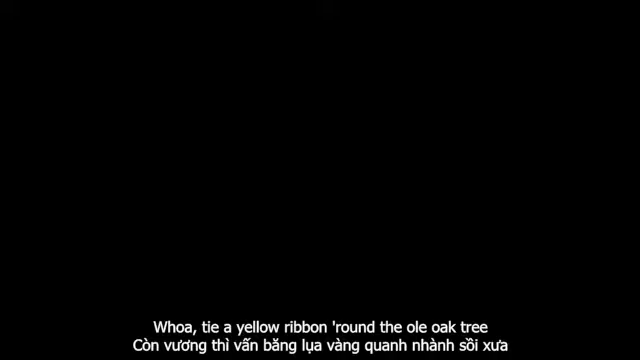 Whoa, tie a yellow ribbon 'round the ole oak tree
Còn vương thì vấn băng lụa vàng quanh nhành sồi xưa